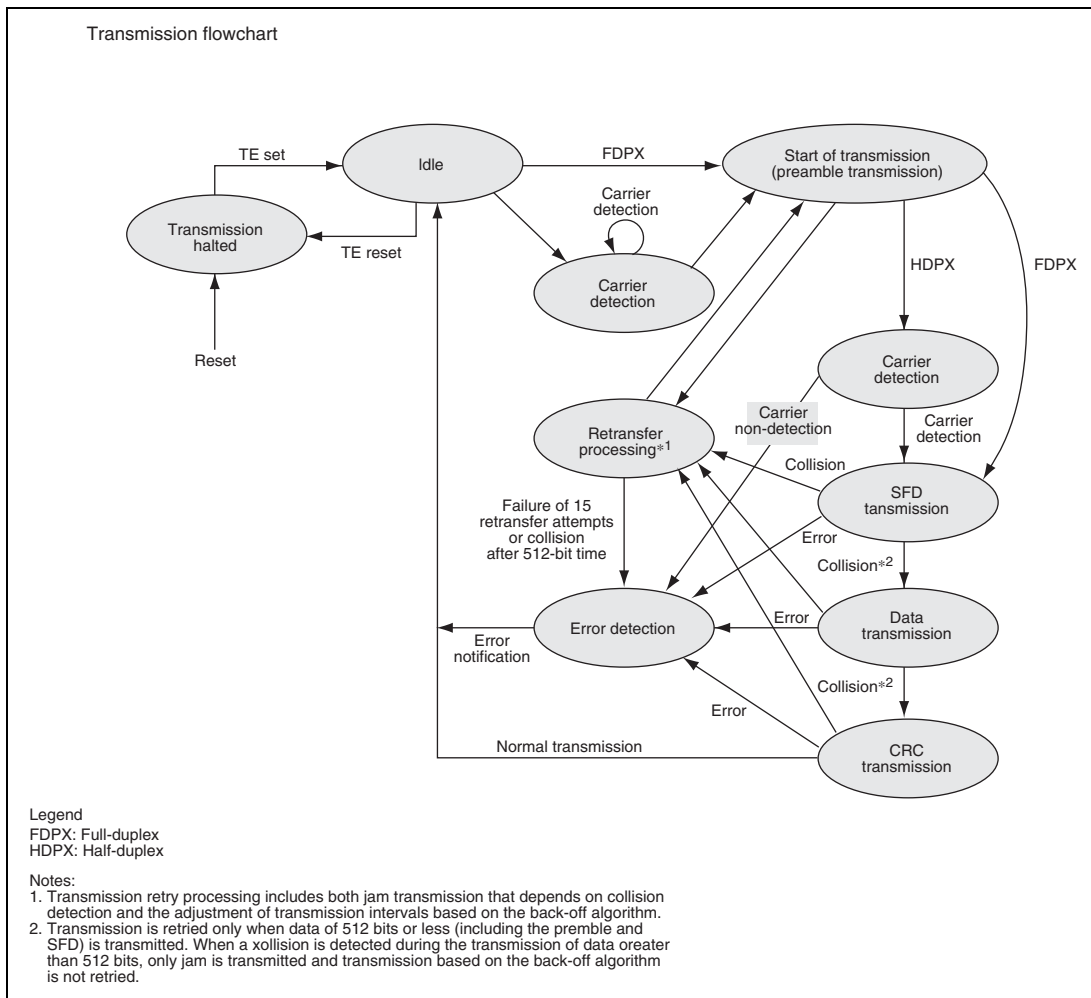 Transmission flowchart
TE set
Idle
FDPX
Start of transmission
(preamble transmission)
Carrier
detection
Transmission
halted
TE reset
Carrier
detection
HDPX
FDPX
Reset
Carrier
detection
Retransfer
processing*1
Carrier
non-detection
Carrier
detection
Collision
SFD
tansmission
Failure of 15
retransfer attempts
or collision
after 512-bit time
Error
Collision*2
Error detection
Error
Data
transmission
Error
notification
Collision*2
Error
Normal transmission
CRC
transmission
Legend
FDPX: Full-duplex
HDPX: Half-duplex
Notes:
1. Transmission retry processing includes both jam transmission that depends on collision
detection and the adjustment of transmission intervals based on the back-off algorithm.
2. Transmission is retried only when data of 512 bits or less (including the premble and
SFD) is transmitted. When a xollision is detected during the transmission of data oreater
than 512 bits, only jam is transmitted and transmission based on the back-off algorithm
is not retried.